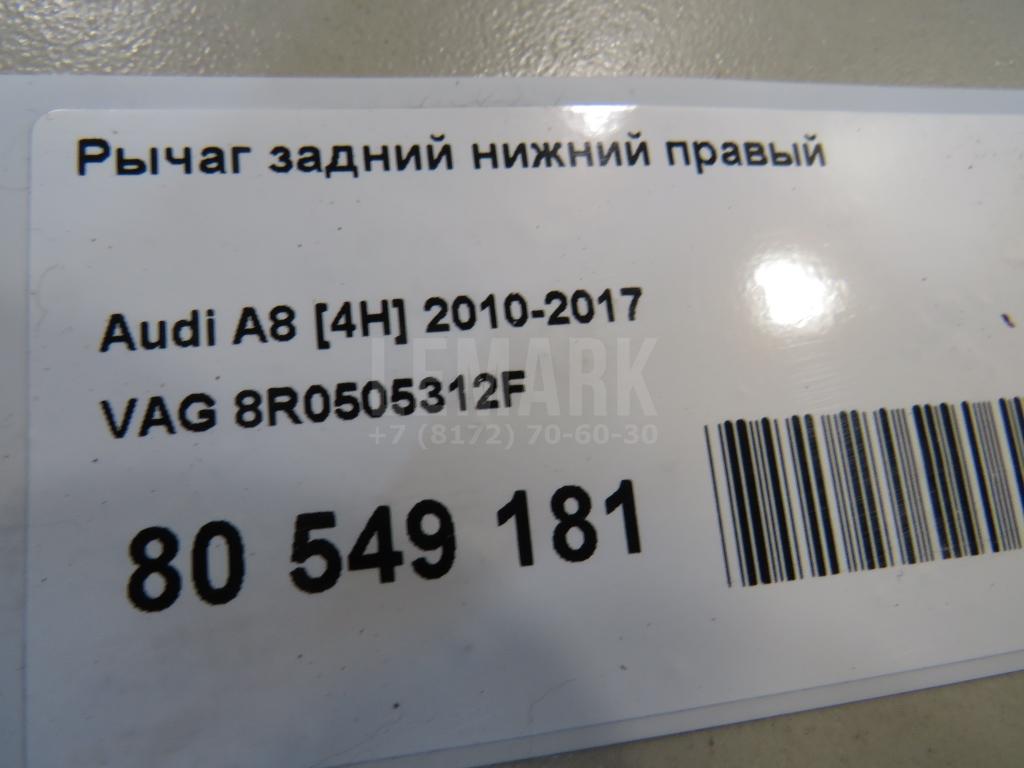 Рычаг задний нижний правый
Audi A8 [4H] 2010-2017
VAG 8R0505312F
LEMARK
+7 (8172) 70-60-30
80 549 181